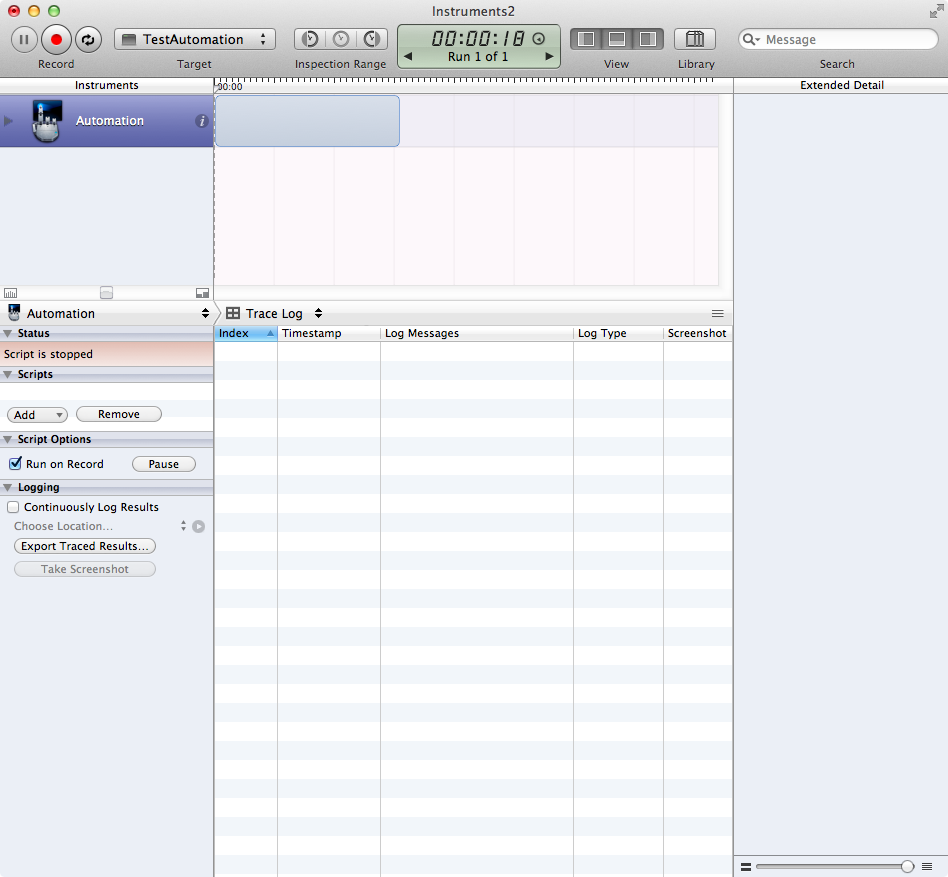 Instruments2
TestAutomation
00:00:18
Run 1 of 1
Message
Record
Target
Inspection Range
View
Library
Search
Instruments
00:00
Extended Detail
Automation
Automation
Trace Log
Status
Index
Timestamp
Log Messages
Log Type
Screenshot
Script is stopped
Scripts
Add
Remove
Script Options
Run on Record
Pause
Logging
Continuously Log Results
Choose Location...
Export Traced Results...
Take Screenshot